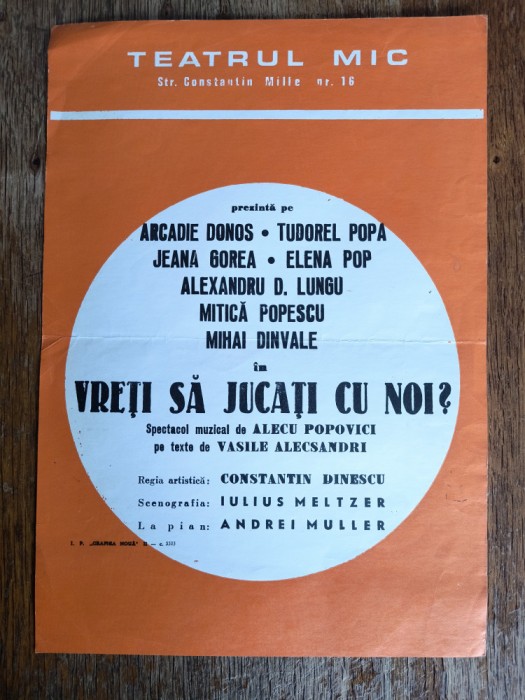 TEATRUL MIC
Str. Constantin Mille nr. 16
prezintă pe
ARCADIE DONOS • TUDOREL POPA
JEANA GOREA • ELENA POP
ALEXANDRU D. LUNGU
MITICĂ POPESCU
MIHAI DINVALE
în
VREȚI SĂ JUCAȚI CU NOI?
Spectacol muzical de ALECU POPOVICI
pe texte de VASILE ALECSANDRI
Regia artistică: CONSTANTIN DINESCU
Scenografia: IULIUS MELTZER
La pian: ANDREI MULLER
I. P. „